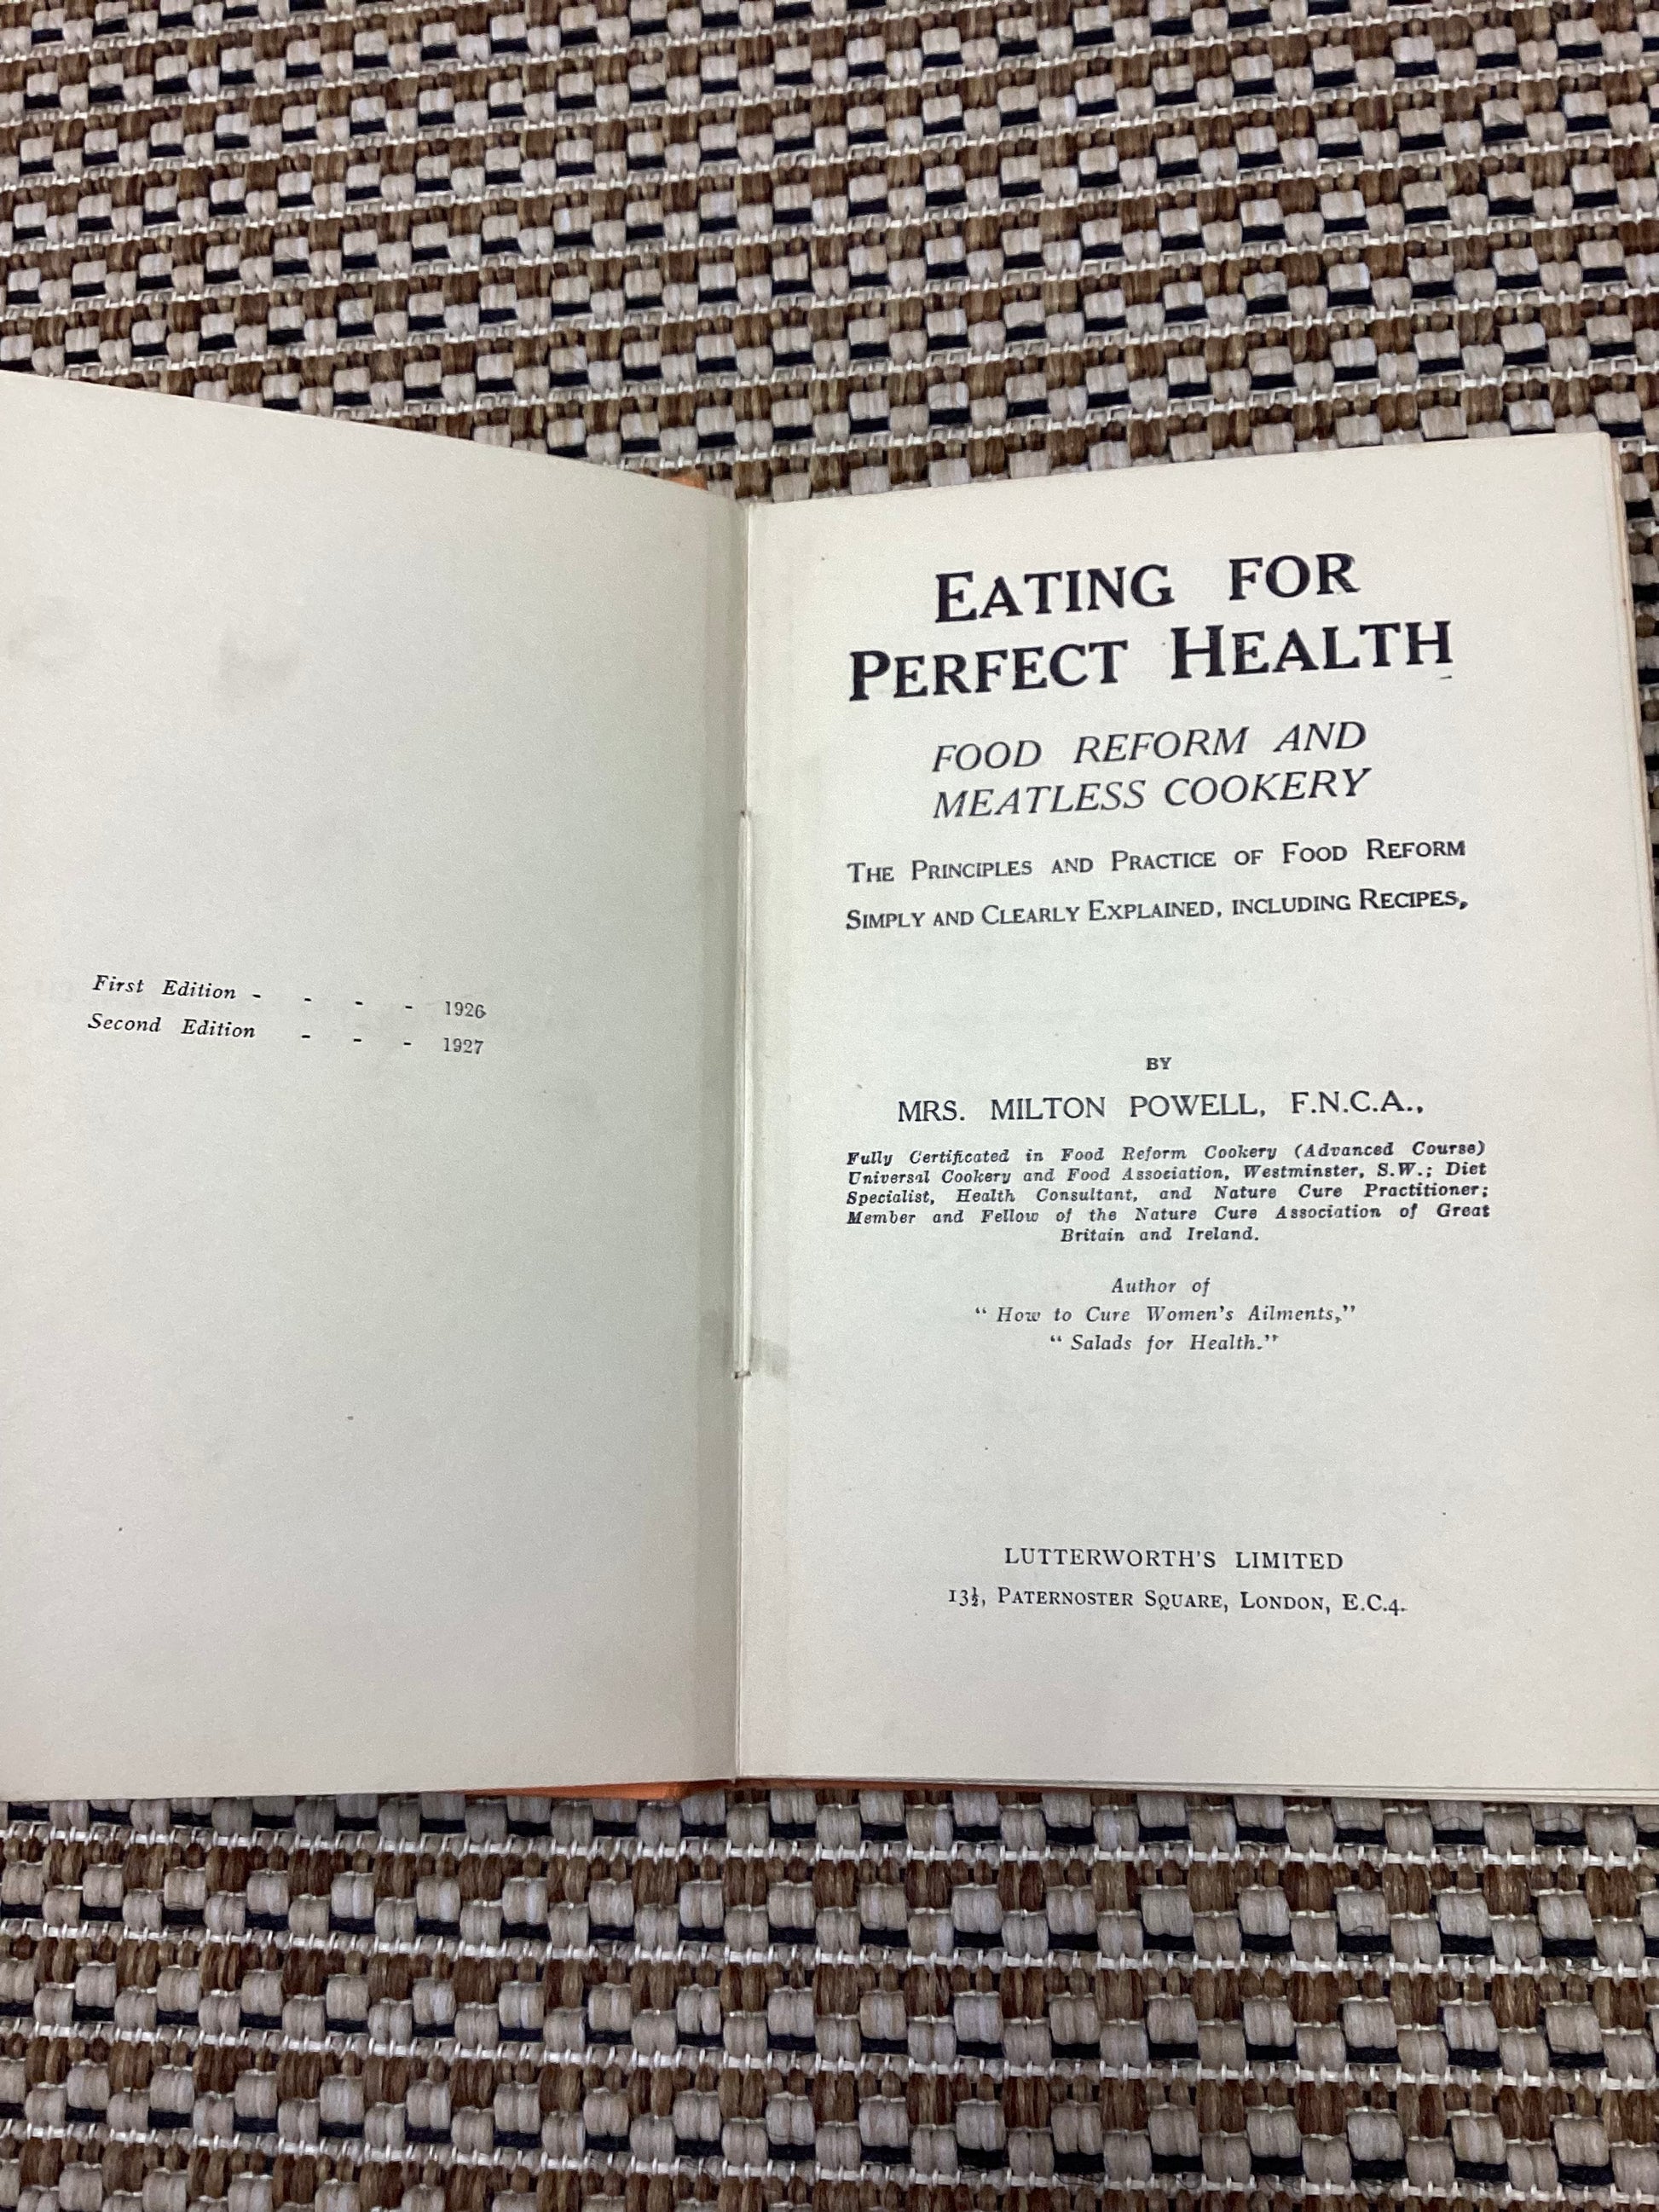 First Edition - - - - 1926
Second Edition - - - 1927
EATING FOR
PERFECT HEALTH
FOOD REFORM AND
MEATLESS COOKERY
THE PRINCIPLES AND PRACTICE OF FOOD REFORM
SIMPLY AND CLEARLY EXPLAINED, INCLUDING RECIPES,
BY
MRS. MILTON POWELL, F.N.C.A.,
Fully Certificated in Food Reform Cookery (Advanced Course)
Universal Cookery and Food Association, Westminster, S.W.; Diet
Specialist, Health Consultant, and Nature Cure Practitioner;
Member and Fellow of the Nature Cure Association of Great
Britain and Ireland.
Author of
“ How to Cure Women's Ailments,”
“ Salads for Health.”
LUTTERWORTH'S LIMITED
13½, PATERNOSTER SQUARE, LONDON, E.C.4.